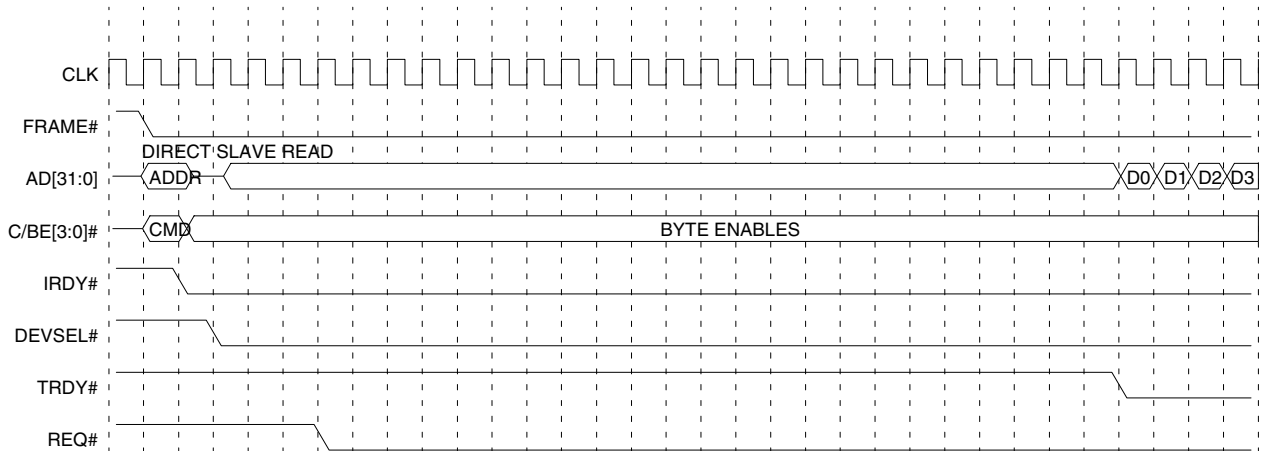 CLK
FRAME#
DIRECT SLAVE READ
AD[31:0] ADDR D0 D1 D2 D3
C/BE[3:0]# CMD BYTE ENABLES
IRDY#
DEVSEL#
TRDY#
REQ#